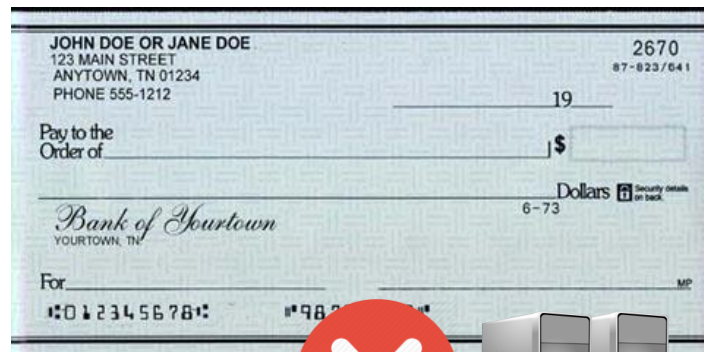 JOHN DOE OR JANE DOE
123 MAIN STREET
ANYTOWN, TN 01234
PHONE 555-1212
2670
87-823/641
19
Pay to the
Order of
$
Dollars
Security details
on back.
6-73
Bank of Yourtown
YOURTOWN, TN
For
MP
⑆012345678⑆ ⑈98